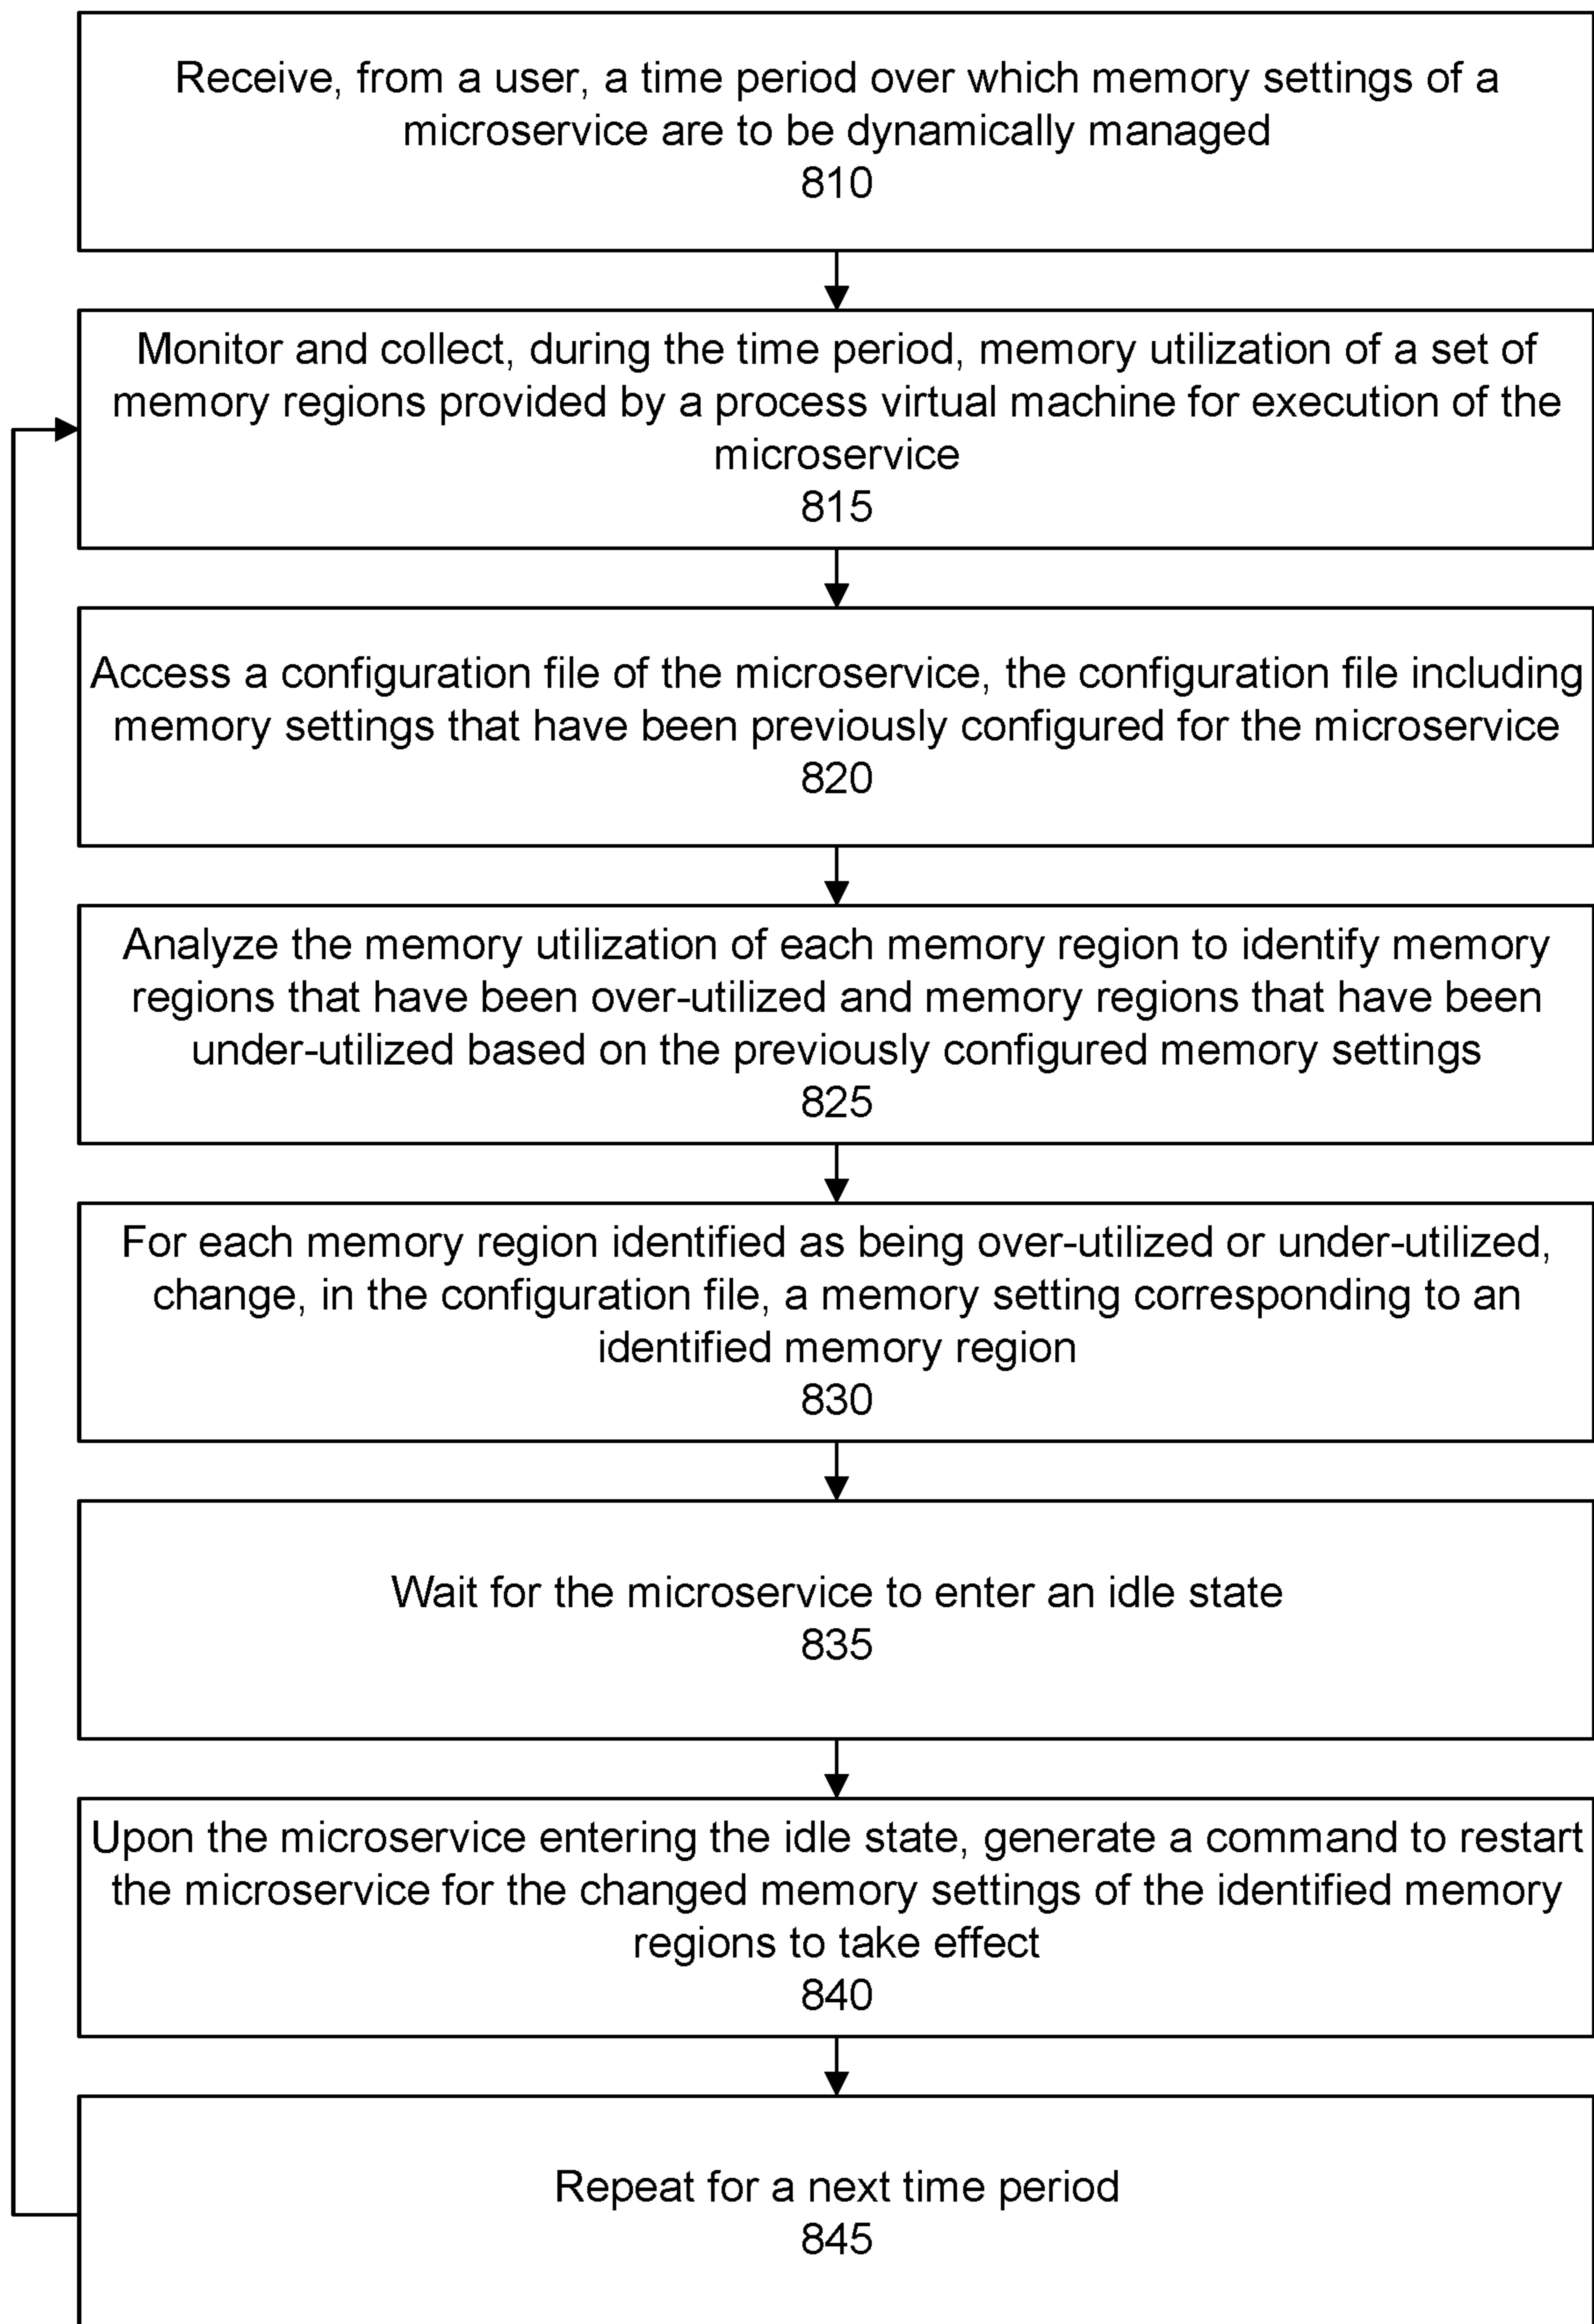 Receive, from a user, a time period over which memory settings of a
microservice are to be dynamically managed
810
Monitor and collect, during the time period, memory utilization of a set of
memory regions provided by a process virtual machine for execution of the
microservice
815
Access a configuration file of the microservice, the configuration file including
memory settings that have been previously configured for the microservice
820
Analyze the memory utilization of each memory region to identify memory
regions that have been over-utilized and memory regions that have been
under-utilized based on the previously configured memory settings
825
For each memory region identified as being over-utilized or under-utilized,
change, in the configuration file, a memory setting corresponding to an
identified memory region
830
Wait for the microservice to enter an idle state
835
Upon the microservice entering the idle state, generate a command to restart
the microservice for the changed memory settings of the identified memory
regions to take effect
840
Repeat for a next time period
845